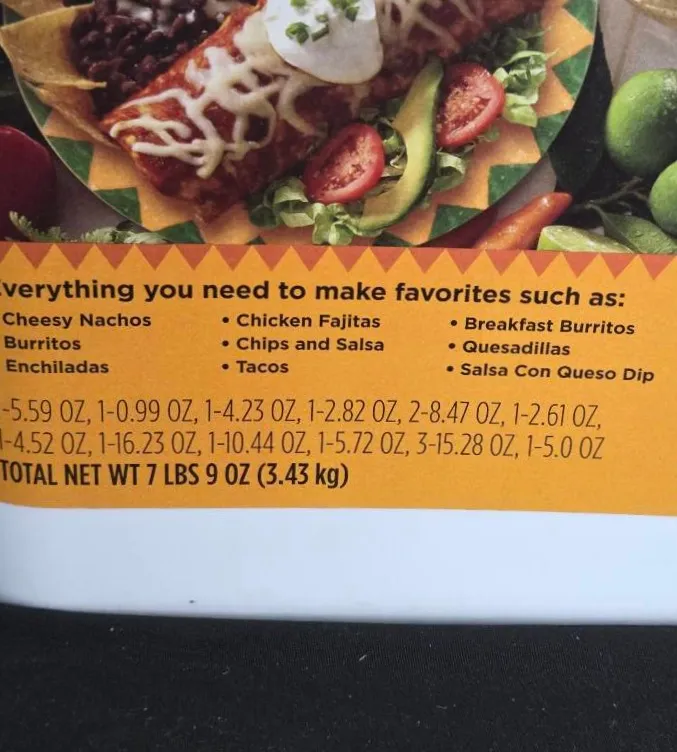 verything you need to make favorites such as:
Cheesy Nachos
Burritos
Enchiladas
• Chicken Fajitas
• Chips and Salsa
• Tacos
• Breakfast Burritos
• Quesadillas
• Salsa Con Queso Dip
-5.59 OZ, 1-0.99 OZ, 1-4.23 OZ, 1-2.82 OZ, 2-8.47 OZ, 1-2.61 OZ,
1-4.52 OZ, 1-16.23 OZ, 1-10.44 OZ, 1-5.72 OZ, 3-15.28 OZ, 1-5.0 OZ
TOTAL NET WT 7 LBS 9 OZ (3.43 kg)